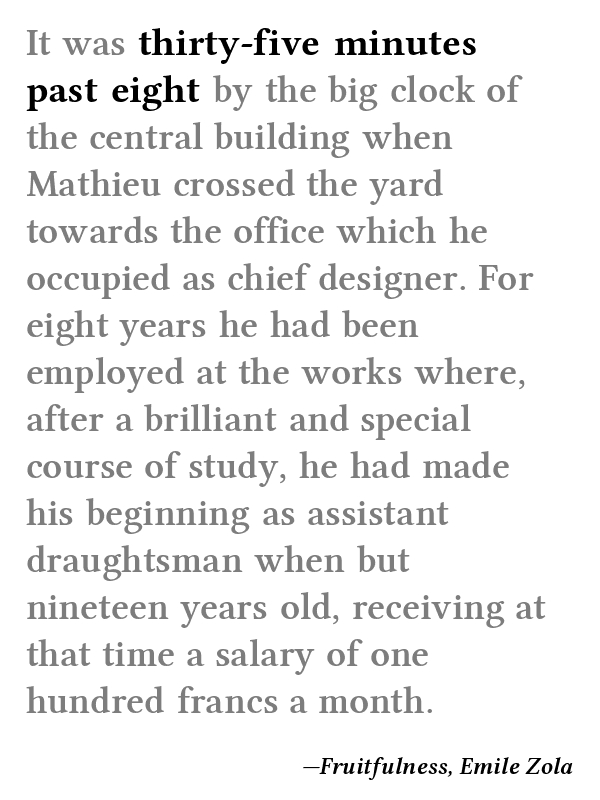 It was thirty-five minutes
past eight by the big clock of
the central building when
Mathieu crossed the yard
towards the office which he
occupied as chief designer. For
eight years he had been
employed at the works where,
after a brilliant and special
course of study, he had made
his beginning as assistant
draughtsman when but
nineteen years old, receiving at
that time a salary of one
hundred francs a month.
—Fruitfulness, Emile Zola